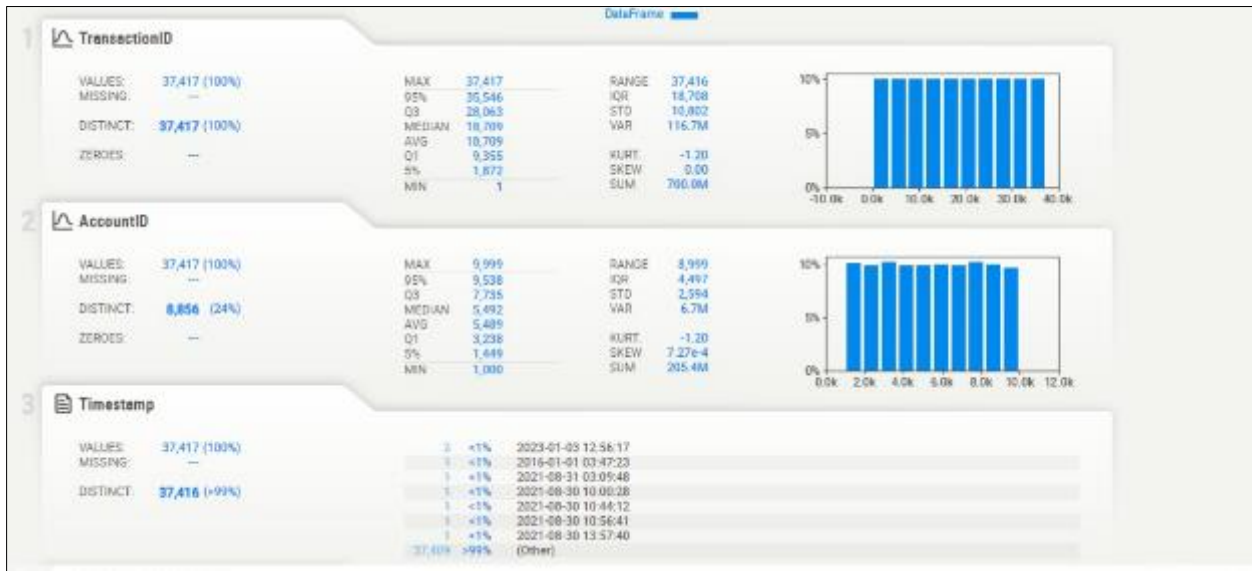 DataFrame
1 TransactionID
VALUES: 37,417 (100%)
MISSING: ---
DISTINCT: 37,417 (100%)
ZEROES: ---
MAX 37,417
95% 35,546
Q3 28,063
MEDIAN 18,709
AVG 18,709
Q1 9,355
5% 1,872
MIN 1
RANGE 37,416
IQR 18,708
STD 10,802
VAR 116.7M
KURT. -1.20
SKEW 0.00
SUM 700.0M
10%
5%
0%
-10.0k 0.0k 10.0k 20.0k 30.0k 40.0k
2 AccountID
VALUES: 37,417 (100%)
MISSING: ---
DISTINCT: 8,856 (24%)
ZEROES: ---
MAX 9,999
95% 9,538
Q3 7,735
MEDIAN 5,492
AVG 5,489
Q1 3,238
5% 1,449
MIN 1,000
RANGE 8,999
IQR 4,497
STD 2,594
VAR 6.7M
KURT. -1.20
SKEW 7.27e-4
SUM 205.4M
10%
5%
0%
0.0k 2.0k 4.0k 6.0k 8.0k 10.0k 12.0k
3 Timestamp
VALUES: 37,417 (100%)
MISSING: ---
DISTINCT: 37,416 (>99%)
2 <1% 2023-01-03 12:56:17
1 <1% 2016-01-01 03:47:23
1 <1% 2021-08-31 03:09:48
1 <1% 2021-08-30 10:00:28
1 <1% 2021-08-30 10:44:12
1 <1% 2021-08-30 10:56:41
1 <1% 2021-08-30 13:57:40
37,409 >99% (Other)